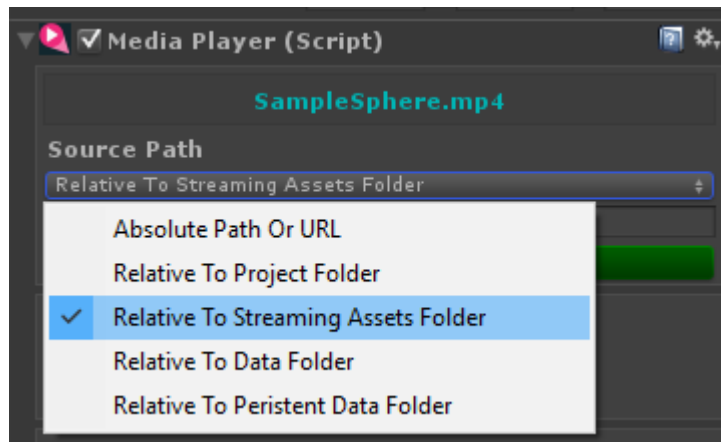 Media Player (Script)
SampleSphere.mp4
Source Path
Relative To Streaming Assets Folder
Absolute Path Or URL
Relative To Project Folder
Relative To Streaming Assets Folder
Relative To Data Folder
Relative To Peristent Data Folder